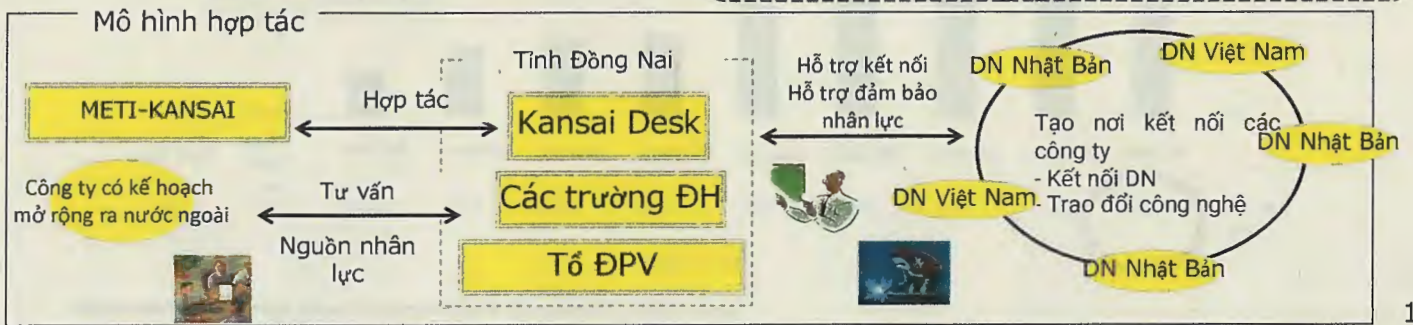 Mô hình hợp tác
METI-KANSAI
Công ty có kế hoạch
mở rộng ra nước ngoài
Hợp tác
Tư vấn
Nguồn nhân
lực
Tỉnh Đồng Nai
Kansai Desk
Các trường ĐH
Tổ ĐPV
Hỗ trợ kết nối
Hỗ trợ đảm bảo
nhân lực
DN Nhật Bản
DN Việt Nam
DN Nhật Bản
DN Việt Nam
DN Nhật Bản
Tạo nơi kết nối các
công ty
- Kết nối DN
- Trao đổi công nghệ
1